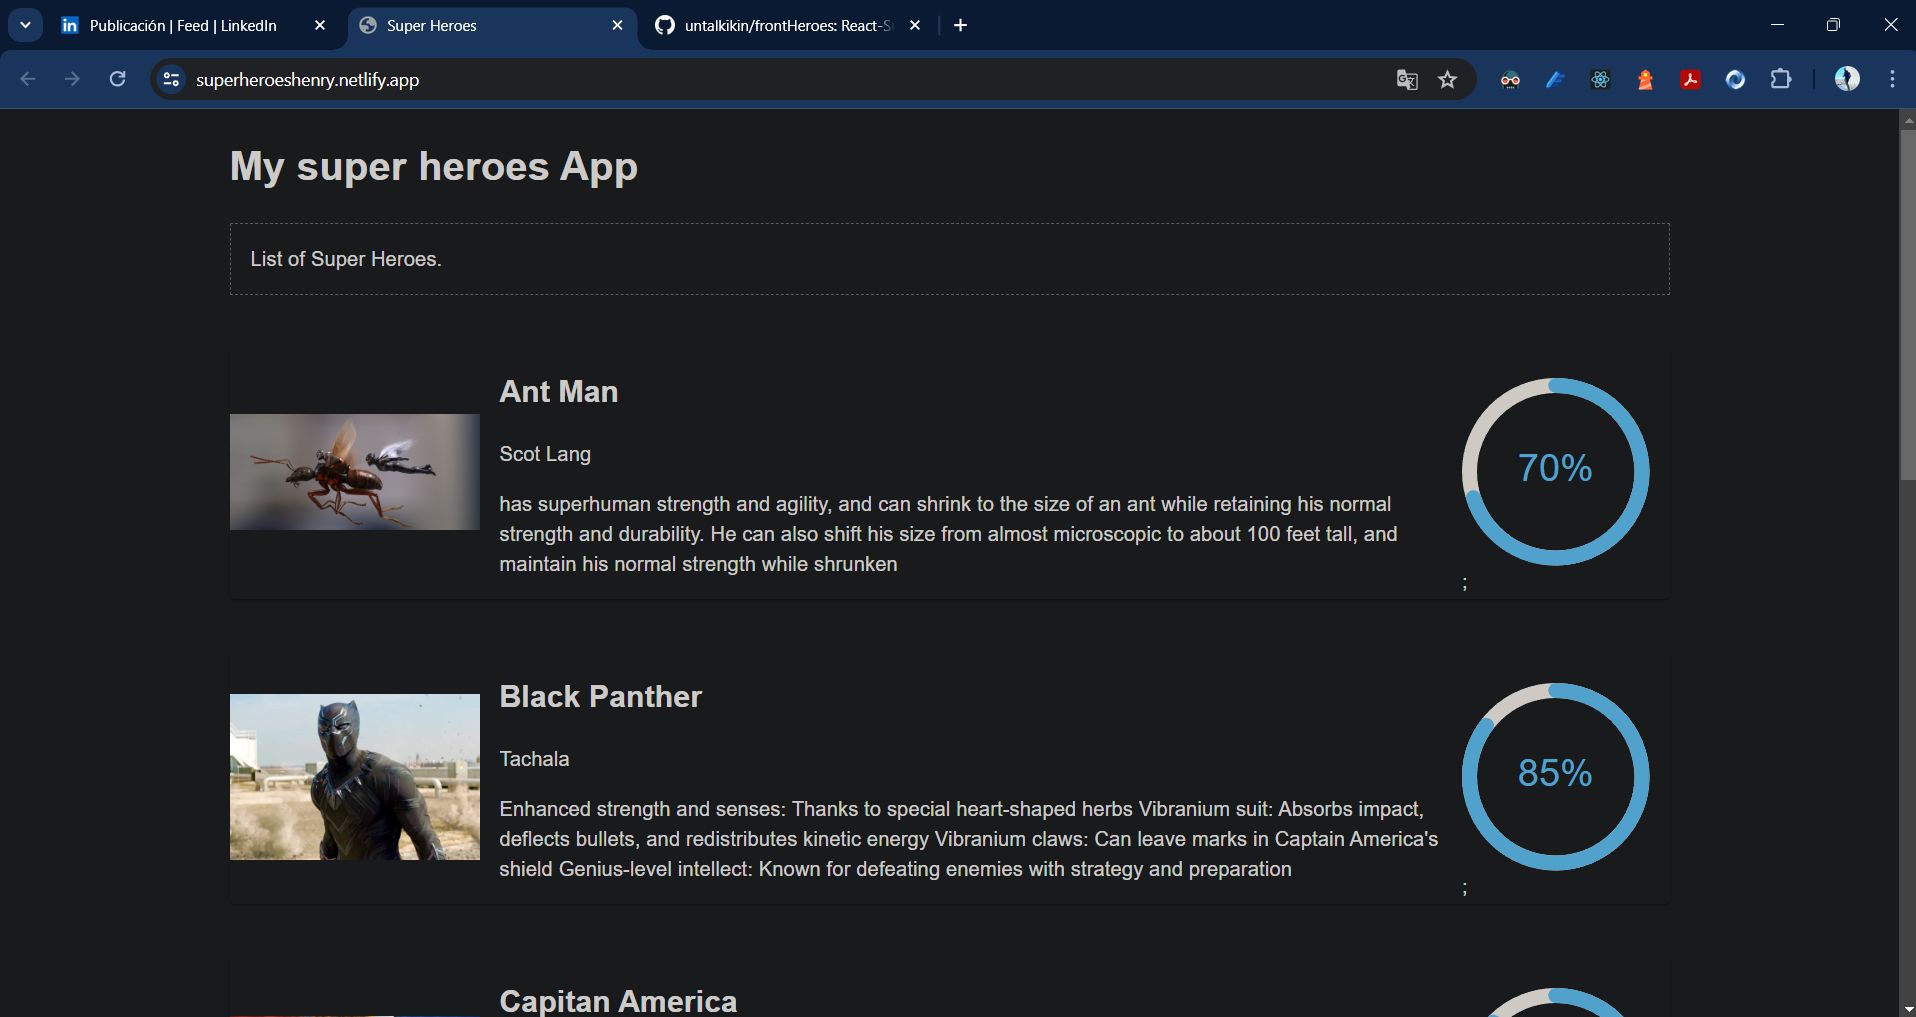 Publicación | Feed | LinkedIn
Super Heroes
untalkikin/frontHeroes: React-S
superheroeshenry.netlify.app
My super heroes App
List of Super Heroes.
Ant Man
Scot Lang
has superhuman strength and agility, and can shrink to the size of an ant while retaining his normal
strength and durability. He can also shift his size from almost microscopic to about 100 feet tall, and
maintain his normal strength while shrunken
70%
;
Black Panther
Tachala
Enhanced strength and senses: Thanks to special heart-shaped herbs Vibranium suit: Absorbs impact,
deflects bullets, and redistributes kinetic energy Vibranium claws: Can leave marks in Captain America's
shield Genius-level intellect: Known for defeating enemies with strategy and preparation
85%
;
Capitan America